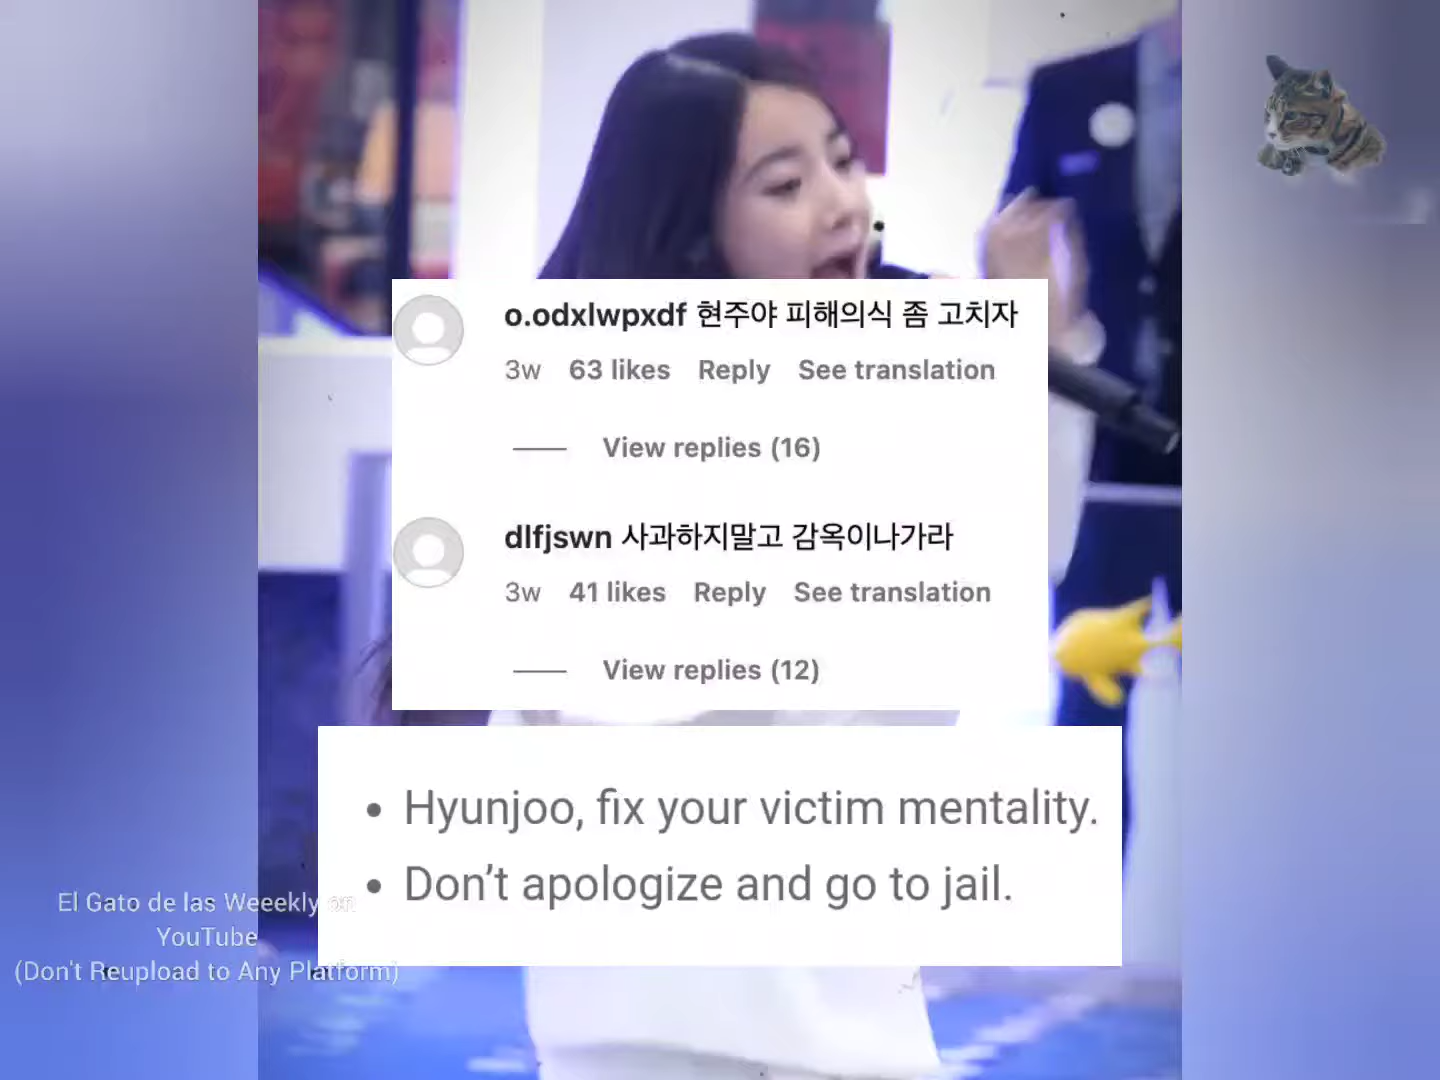 o.odxlwpxdf 현주야 피해의식 좀 고치자
3w 63 likes Reply See translation
View replies (16)
dlfjswn 사과하지말고 감옥이나가라
3w 41 likes Reply See translation
View replies (12)
• Hyunjoo, fix your victim mentality.
• Don’t apologize and go to jail.
El Gato de las Weeekly on
YouTube
(Don't Reupload to Any Platform)